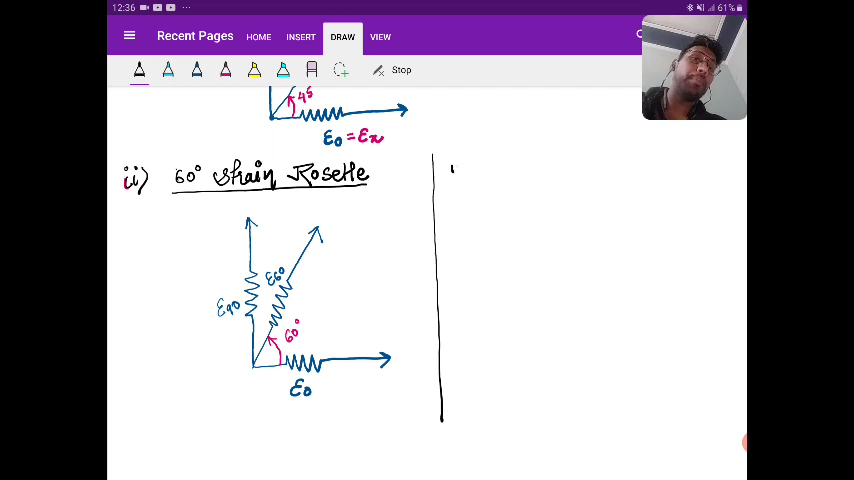 12:36
61%
Recent Pages HOME INSERT DRAW VIEW
Stop
45
ε0 = εx
ii) 60° Strain Rosette
ε60
ε90
60°
ε0